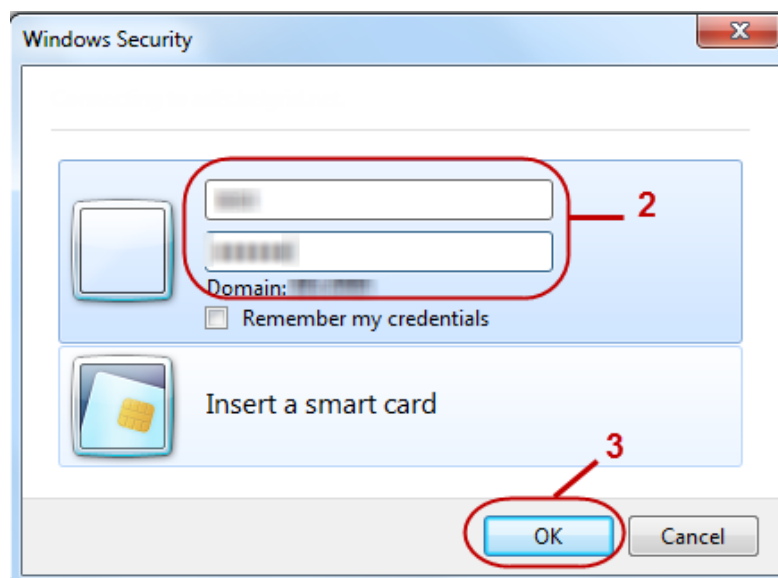 Windows Security
2
Domain:
Remember my credentials
Insert a smart card
3
OK Cancel